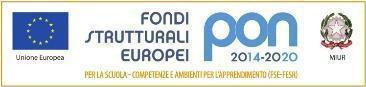 FONDI
STRUTTURALI
EUROPEI
pon
2014-2020
Unione Europea
MIUR
PER LA SCUOLA - COMPETENZE E AMBIENTI PER L'APPRENDIMENTO (FSE-FESR)